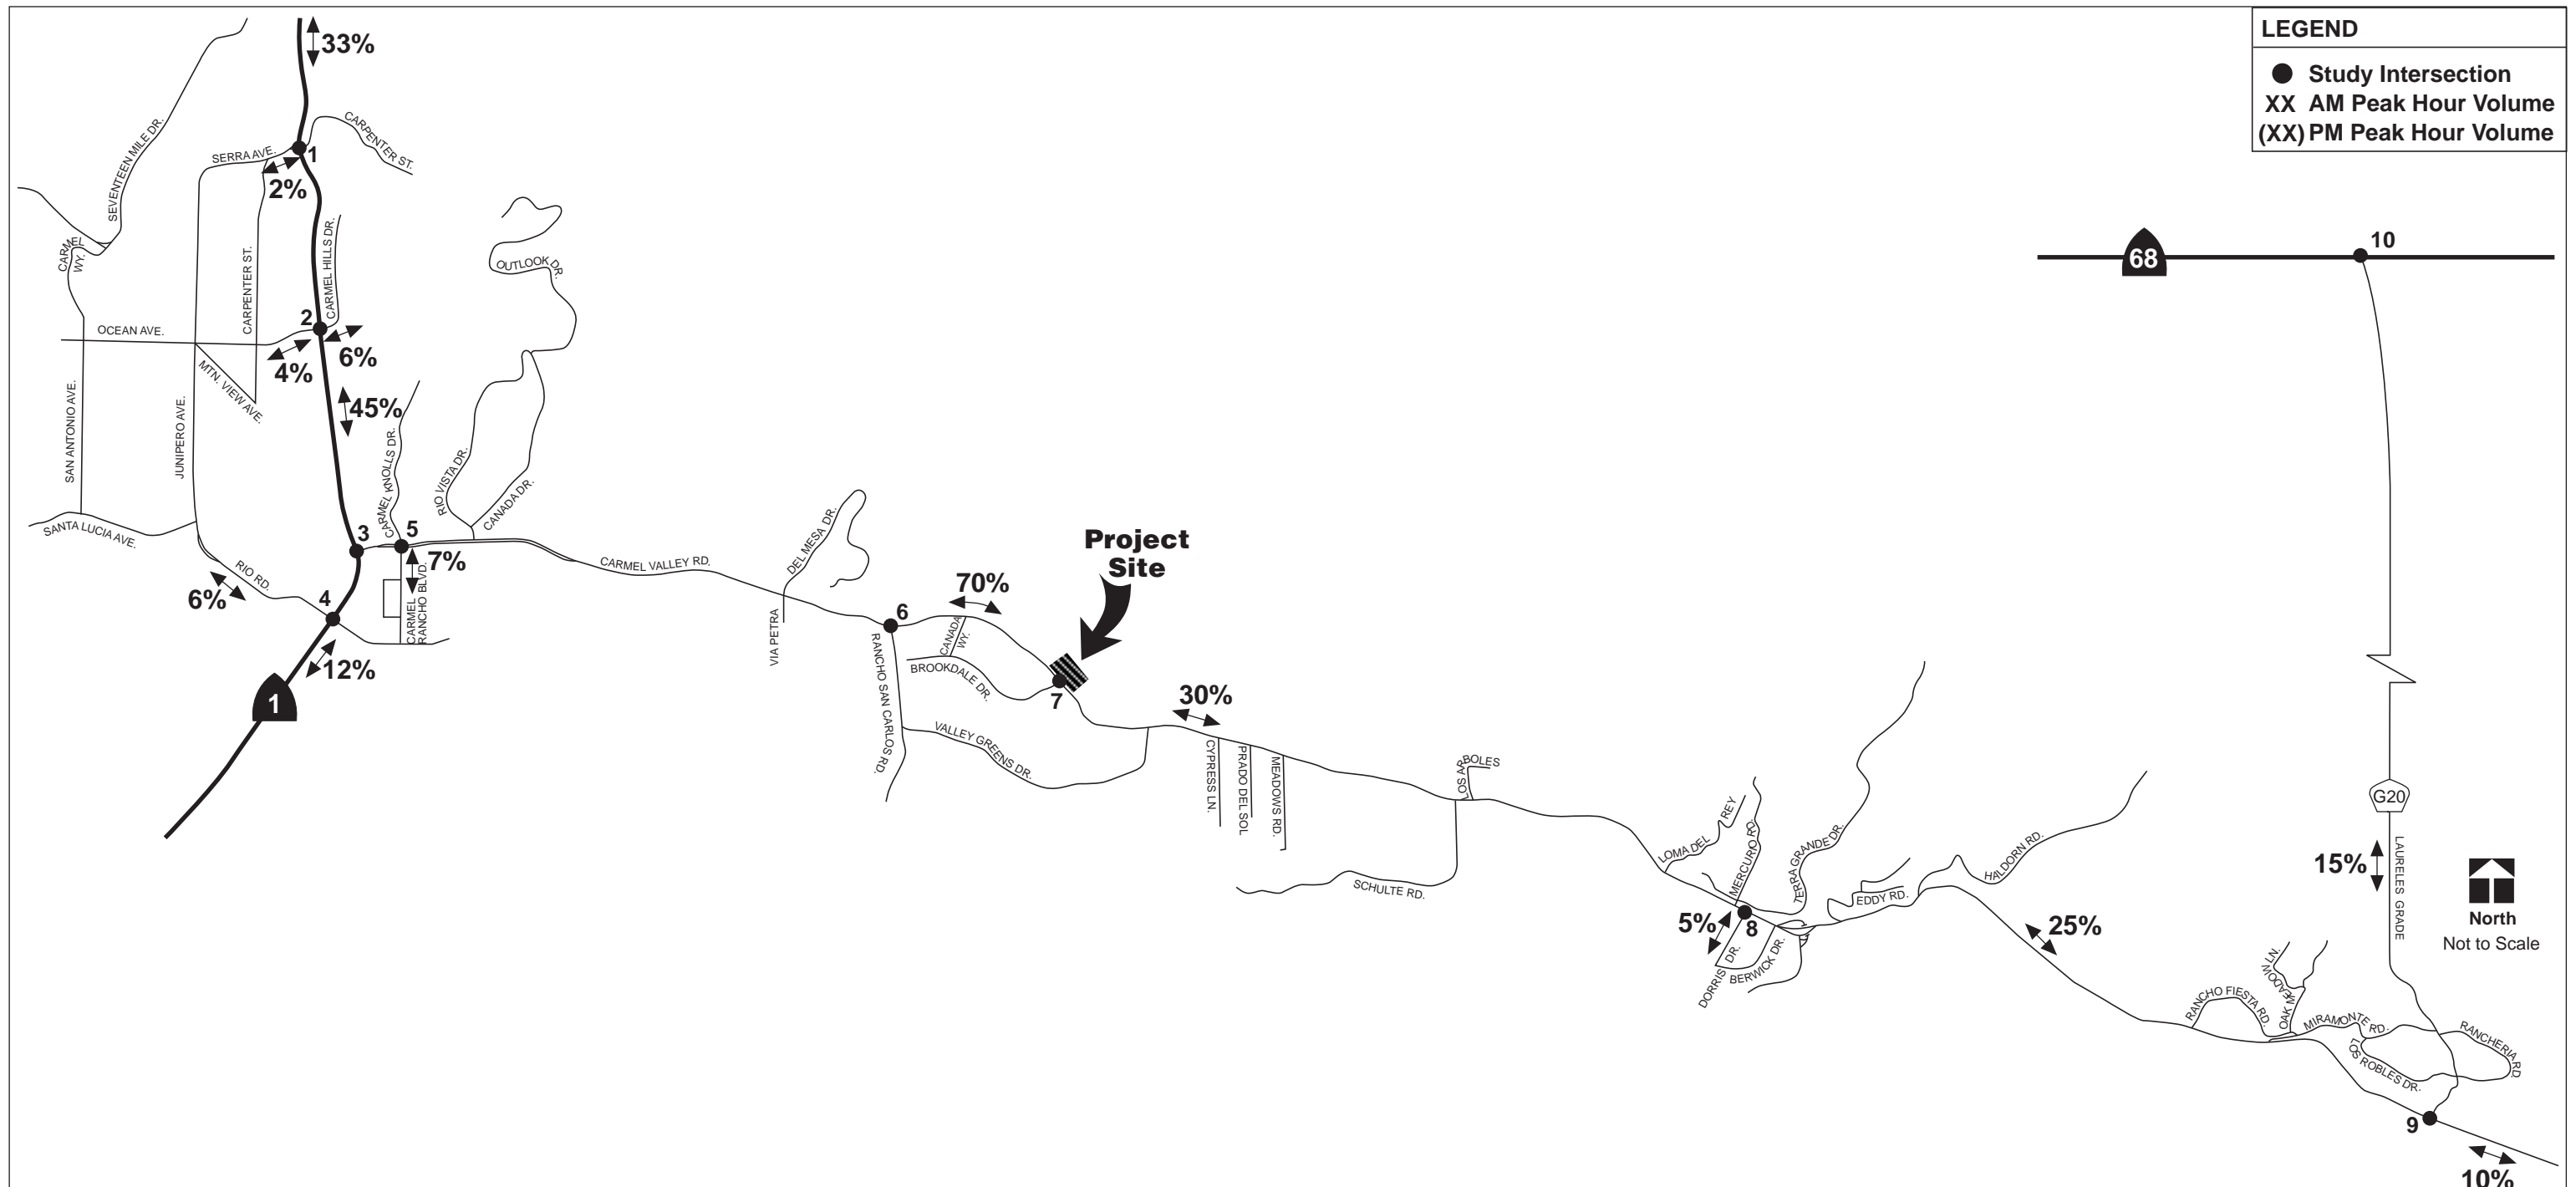 LEGEND
Study Intersection
XX AM Peak Hour Volume
(XX) PM Peak Hour Volume
33%
SEVENTEEN MILE DR.
CARPENTER ST.
SERRA AVE.
1
2%
CARMEL
WY.
CARPENTER ST.
CARMEL HILLS DR.
OUTLOOK DR.
68
10
OCEAN AVE.
2
6%
4%
MTN. VIEW AVE.
45%
SAN ANTONIO AVE.
JUNIPERO AVE.
CARMEL KNOLLS DR.
RIO VISTA DR.
CANADA DR.
SANTA LUCIA AVE.
3
5
7%
CARMEL
RANCHO BLVD.
RIO RD.
6%
4
12%
1
CARMEL VALLEY RD.
DEL MESA DR.
VIA PETRA
Project
Site
70%
6
CANADA
WY.
BROOKDALE DR.
RANCHO SAN CARLOS RD.
7
VALLEY GREENS DR.
30%
CYPRESS LN.
PRADO DEL SOL
MEADOWS RD.
LOS ARBOLES
SCHULTE RD.
LOMA DEL REY
MERCURIO RD.
TERRA GRANDE DR.
5%
8
DORRIS DR.
BERWICK DR.
EDDY RD.
HALDORN RD.
25%
G20
15%
LAURELES GRADE
North
Not to Scale
RANCHO FIESTA RD.
OAK MEADOW LN.
MIRAMONTE RD.
LOS ROBLES DR.
RANCHERIA RD
9
10%